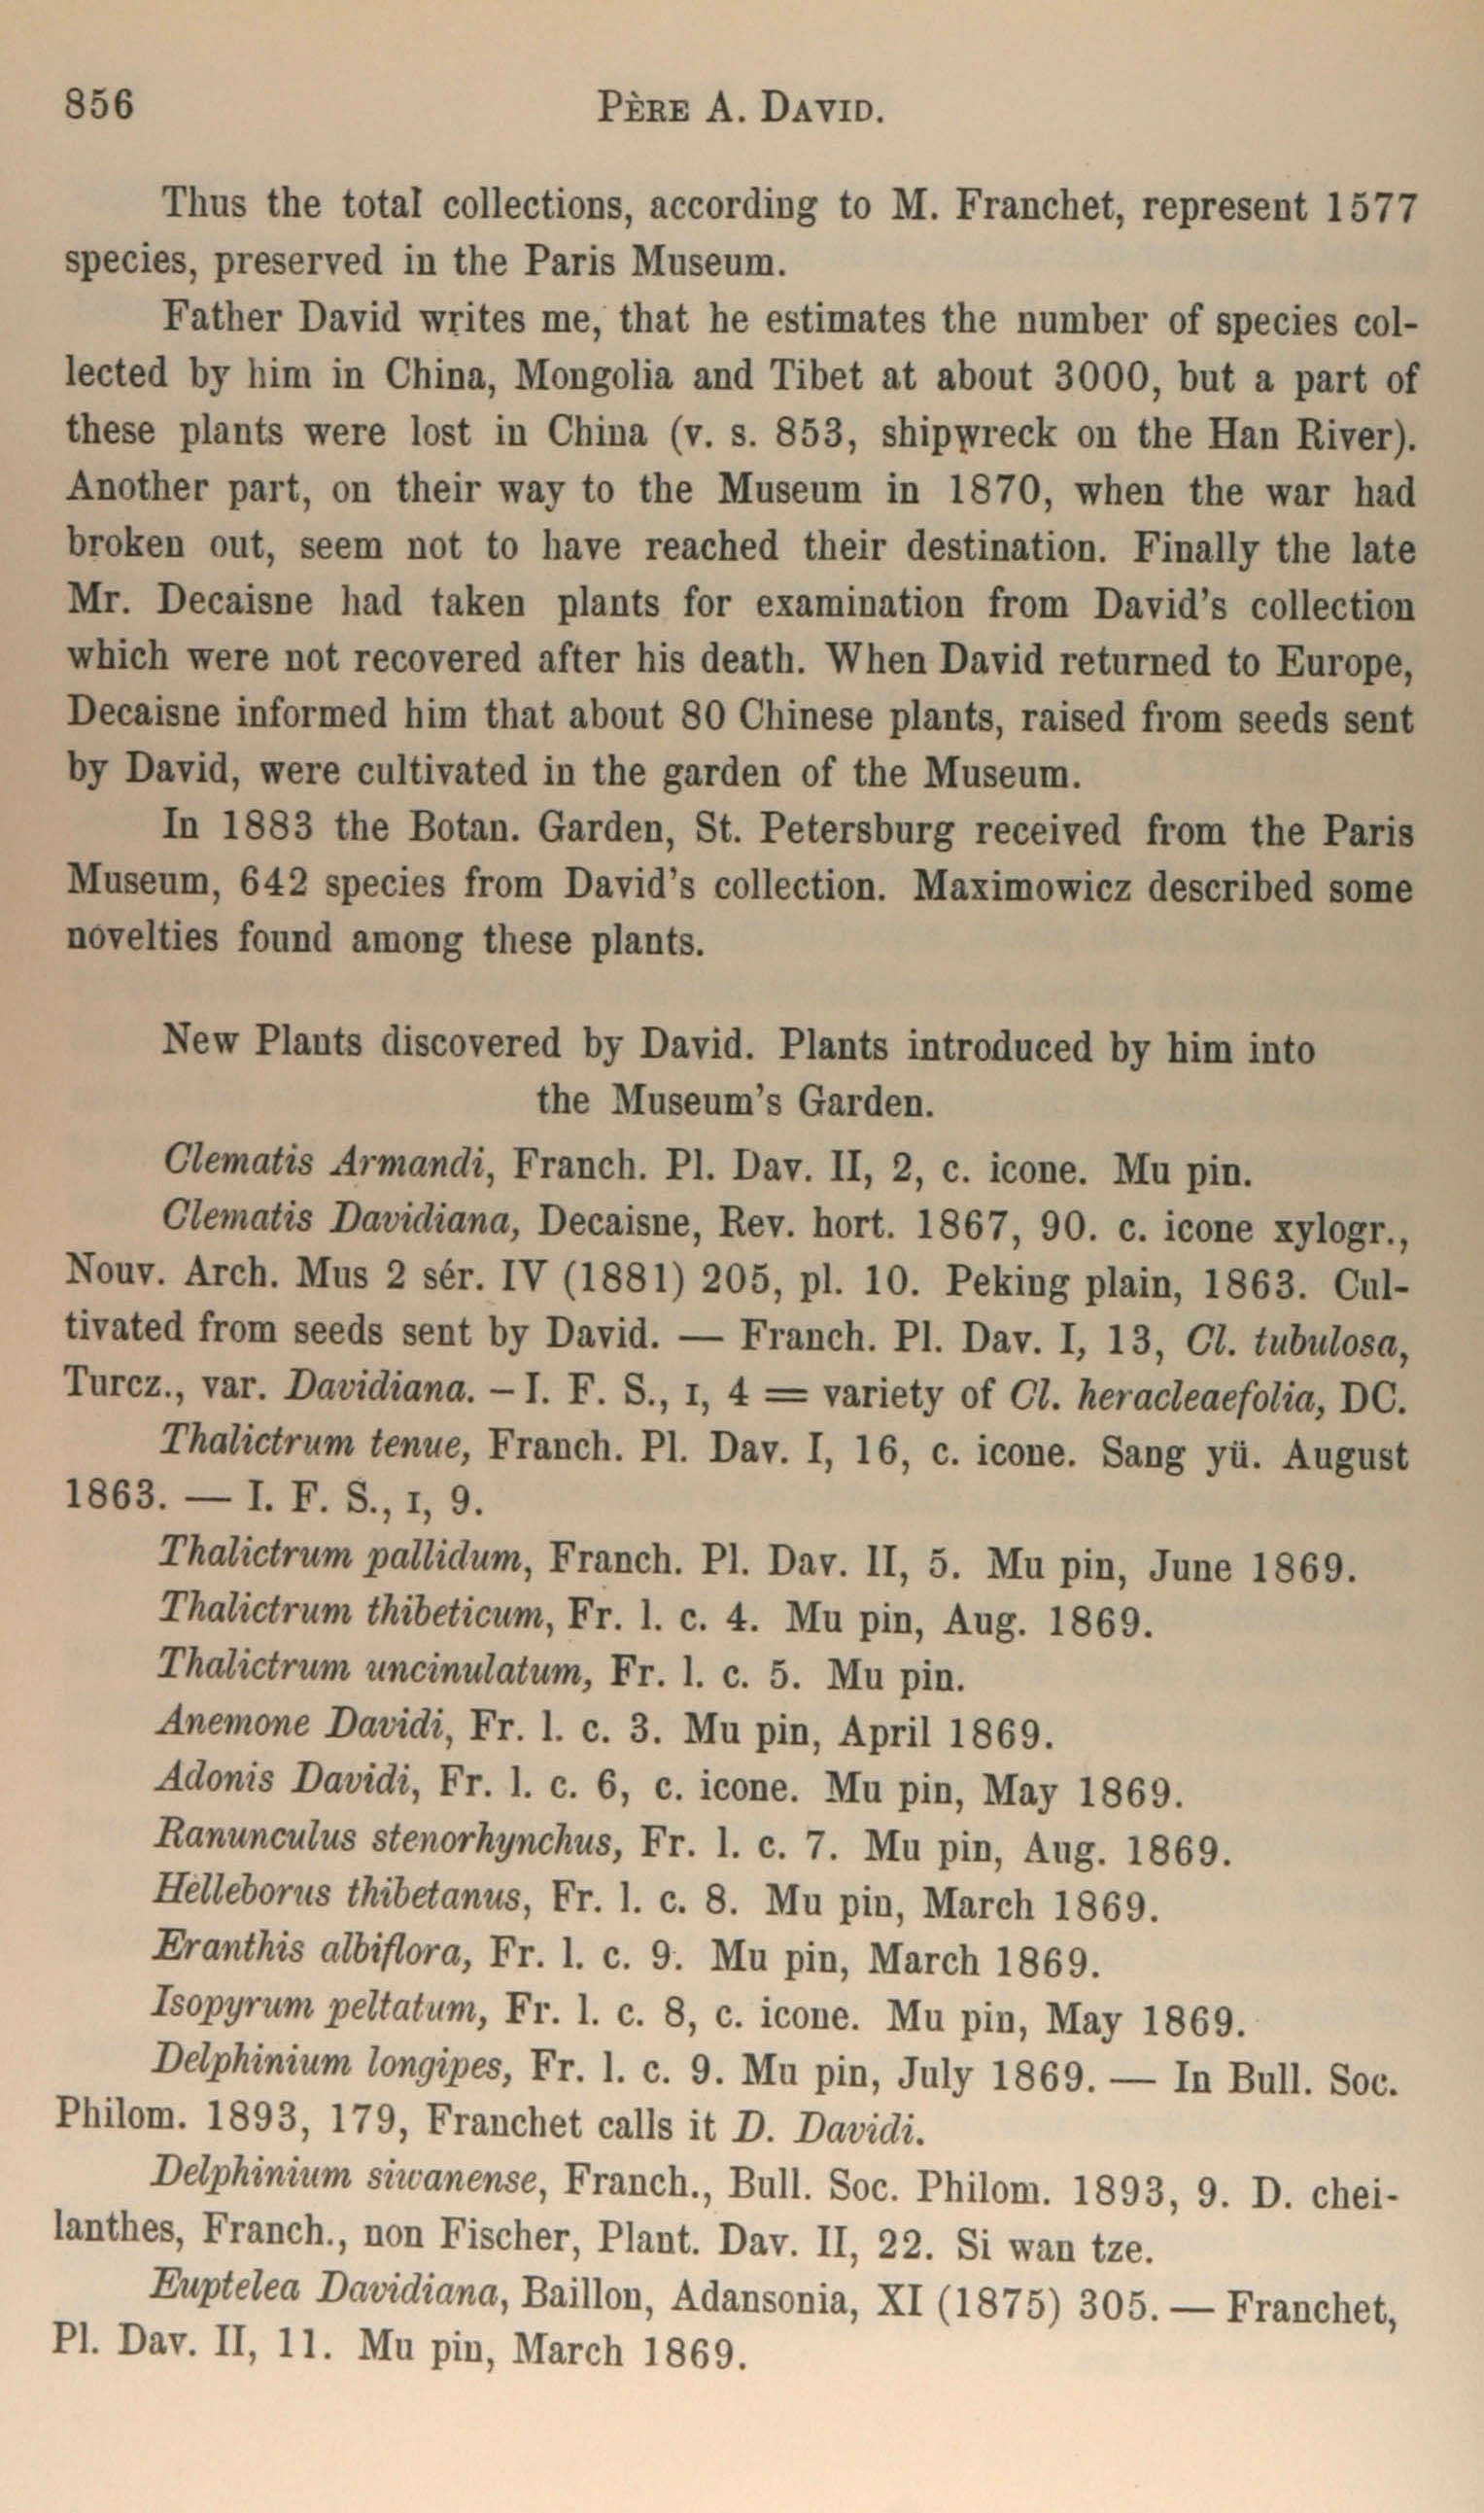 856
PÈRE A. DAVID.
Thus the total collections, according to M. Franchet, represent 1577
species, preserved in the Paris Museum.
Father David writes me, that he estimates the number of species col-
lected by him in China, Mongolia and Tibet at about 3000, but a part of
these plants were lost in China (v. s. 853, shipwreck on the Han River).
Another part, on their way to the Museum in 1870, when the war had
broken out, seem not to have reached their destination. Finally the late
Mr. Decaisne had taken plants for examination from David's collection
which were not recovered after his death. When David returned to Europe,
Decaisne informed him that about 80 Chinese plants, raised from seeds sent
by David, were cultivated in the garden of the Museum.
In 1883 the Botan. Garden, St. Petersburg received from the Paris
Museum, 642 species from David's collection. Maximowicz described some
novelties found among these plants.
New Plants discovered by David. Plants introduced by him into
the Museum's Garden.
Clematis Armandi, Franch. Pl. Dav. II, 2, c. icone. Mu pin.
Clematis Davidiana, Decaisne, Rev. hort. 1867, 90. c. icone xylogr.,
Nouv. Arch. Mus 2 sér. IV (1881) 205, pl. 10. Peking plain, 1863. Cul-
tivated from seeds sent by David. — Franch. Pl. Dav. I, 13, Cl. tubulosa,
Turcz., var. Davidiana. – I. F. S., I, 4 = variety of Cl. heracleaefolia, DC.
Thalictrum tenue, Franch. Pl. Dav. I, 16, c. icone. Sang yü. August
1863. — I. F. S., I, 9.
Thalictrum pallidum, Franch. Pl. Dav. II, 5. Mu pin, June 1869.
Thalictrum thibeticum, Fr. l. c. 4. Mu pin, Aug. 1869.
Thalictrum uncinulatum, Fr. l. c. 5. Mu pin.
Anemone Davidi, Fr. l. c. 3. Mu pin, April 1869.
Adonis Davidi, Fr. l. c. 6, c. icone. Mu pin, May 1869.
Ranunculus stenorhynchus, Fr. l. c. 7. Mu pin, Aug. 1869.
Helleborus thibetanus, Fr. l. c. 8. Mu pin, March 1869.
Eranthis albiflora, Fr. l. c. 9. Mu pin, March 1869.
Isopyrum peltatum, Fr. l. c. 8, c. icone. Mu pin, May 1869.
Delphinium longipes, Fr. l. c. 9. Mu pin, July 1869. — In Bull. Soc.
Philom. 1893, 179, Franchet calls it D. Davidi.
Delphinium siwanense, Franch., Bull. Soc. Philom. 1893, 9. D. chei-
lanthes, Franch., non Fischer, Plant. Dav. II, 22. Si wan tze.
Euptelea Davidiana, Baillon, Adansonia, XI (1875) 305. — Franchet,
Pl. Dav. II, 11. Mu pin, March 1869.